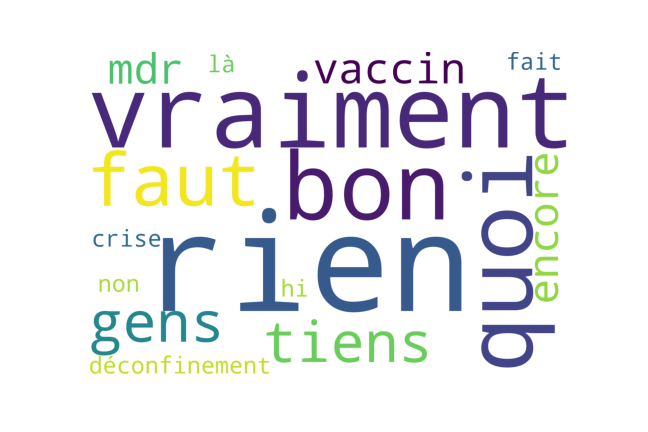 mdr
là
vaccin
fait
vraiment
faut
bon
quoi
encore
crise
rien
non
hi
gens
tiens
déconfinement